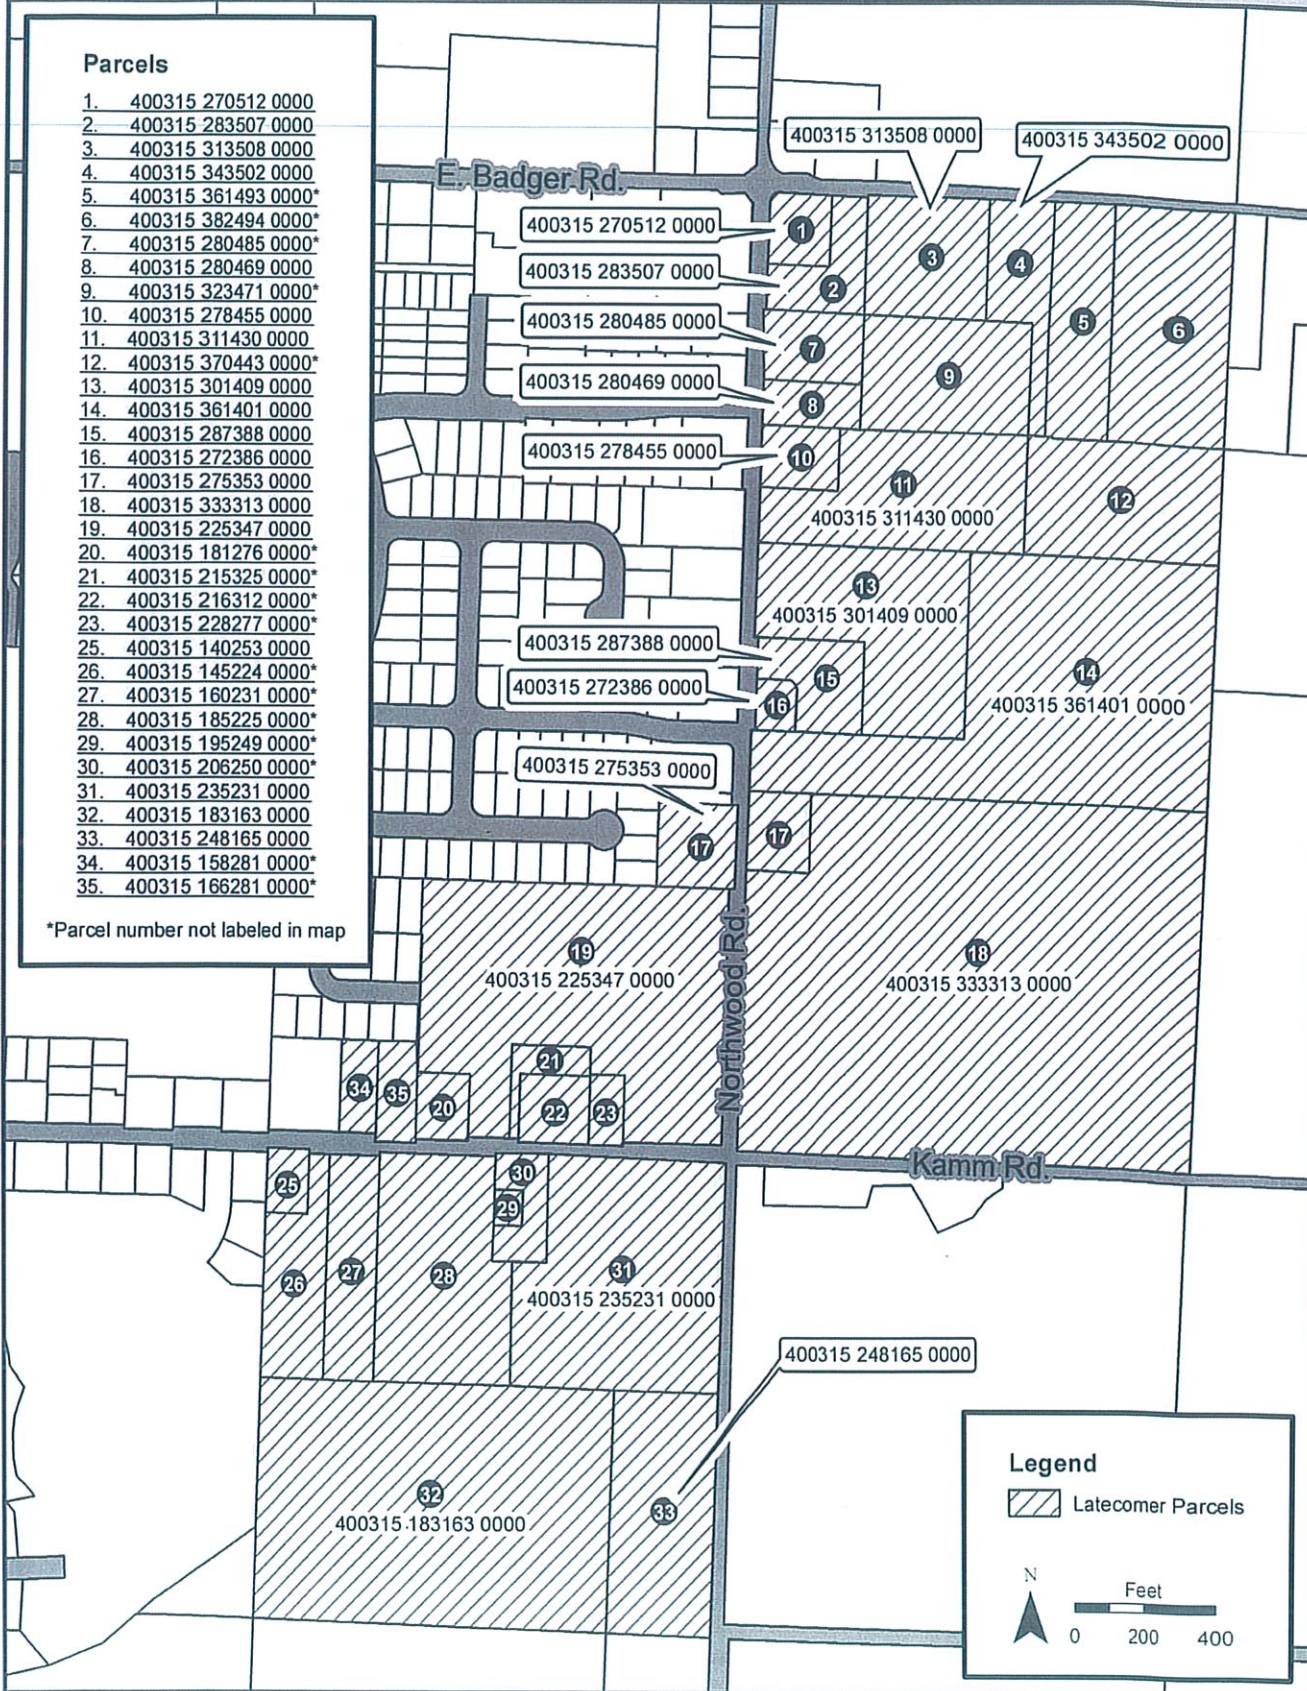 Parcels
1. 400315 270512 0000
2. 400315 283507 0000
3. 400315 313508 0000
4. 400315 343502 0000
5. 400315 361493 0000*
6. 400315 382494 0000*
7. 400315 280485 0000*
8. 400315 280469 0000
9. 400315 323471 0000*
10. 400315 278455 0000
11. 400315 311430 0000
12. 400315 370443 0000*
13. 400315 301409 0000
14. 400315 361401 0000
15. 400315 287388 0000
16. 400315 272386 0000
17. 400315 275353 0000
18. 400315 333313 0000
19. 400315 225347 0000
20. 400315 181276 0000*
21. 400315 215325 0000*
22. 400315 216312 0000*
23. 400315 228277 0000*
25. 400315 140253 0000
26. 400315 145224 0000*
27. 400315 160231 0000*
28. 400315 185225 0000*
29. 400315 195249 0000*
30. 400315 206250 0000*
31. 400315 235231 0000
32. 400315 183163 0000
33. 400315 248165 0000
34. 400315 158281 0000*
35. 400315 166281 0000*
*Parcel number not labeled in map
400315 313508 0000
400315 343502 0000
E. Badger Rd.
400315 270512 0000
1
3
4
400315 283507 0000
2
400315 280485 0000
7
5
6
400315 280469 0000
8
9
400315 278455 0000
10
11
400315 311430 0000
12
13
400315 301409 0000
400315 287388 0000
15
14
400315 361401 0000
400315 272386 0000
16
400315 275353 0000
17
17
Northwood Rd.
19
400315 225347 0000
18
400315 333313 0000
21
34
35
20
22
23
Kamm Rd.
25
30
29
26
27
28
31
400315 235231 0000
400315 248165 0000
32
400315 183163 0000
33
Legend
Latecomer Parcels
N
Feet
0 200 400